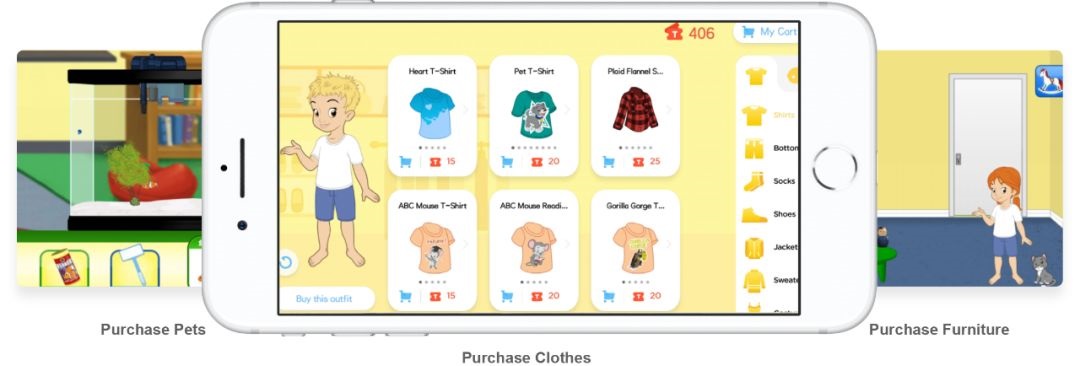 406
My Cart
Heart T-Shirt
Pet T-Shirt
Plaid Flannel S...
15
20
25
Shirts
Bottom
Socks
Shoes
Jacket
Sweate
ABC Mouse T-Shirt
ABC Mouse Readi...
Gorilla Gorge T...
15
20
20
Buy this outfit
Purchase Pets
Purchase Furniture
Purchase Clothes